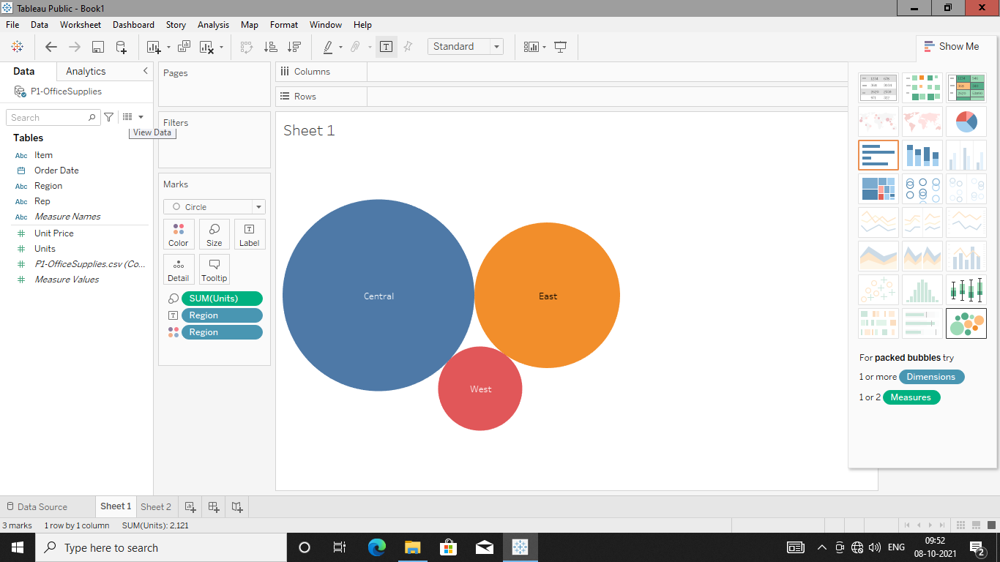 Tableau Public - Book1
File Data Worksheet Dashboard Story Analysis Map Format Window Help
T Standard Show Me
Data Analytics
P1-OfficeSupplies
Search
View Data
Tables
Abc Item
Order Date
Abc Region
Abc Rep
Abc Measure Names
# Unit Price
# Units
# P1-OfficeSupplies.csv (Co...
# Measure Values
Pages
Filters
Marks
Circle
Color Size Label
Detail Tooltip
SUM(Units)
Region
Region
Columns
Rows
Sheet 1
Central
East
West
For packed bubbles try
1 or more Dimensions
1 or 2 Measures
Data Source Sheet 1 Sheet 2
3 marks 1 row by 1 column SUM(Units): 2,121
Type here to search
ENG
09:52
08-10-2021
2